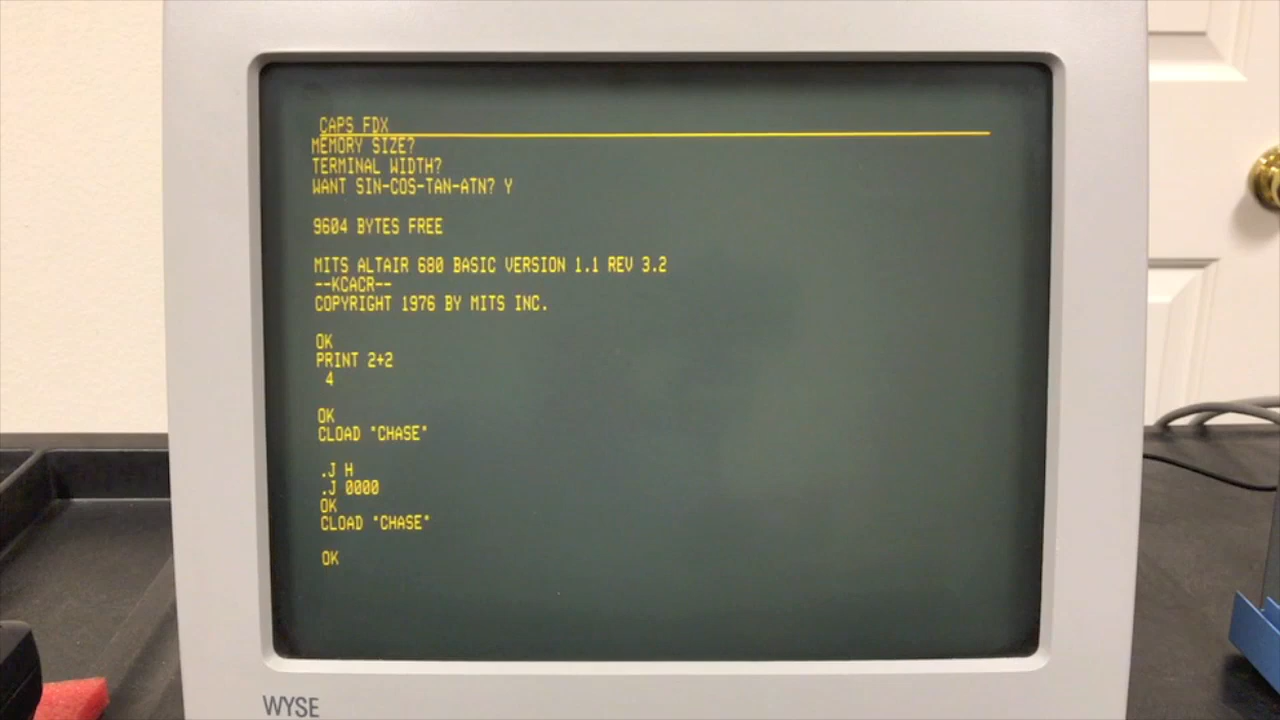 CAPS FDX
MEMORY SIZE?
TERMINAL WIDTH?
WANT SIN-COS-TAN-ATN? Y
9604 BYTES FREE
MITS ALTAIR 680 BASIC VERSION 1.1 REV 3.2
--KCACR--
COPYRIGHT 1976 BY MITS INC.
OK
PRINT 2+2
4
OK
CLOAD "CHASE"
.J H
.J 0000
OK
CLOAD "CHASE"
OK
WYSE